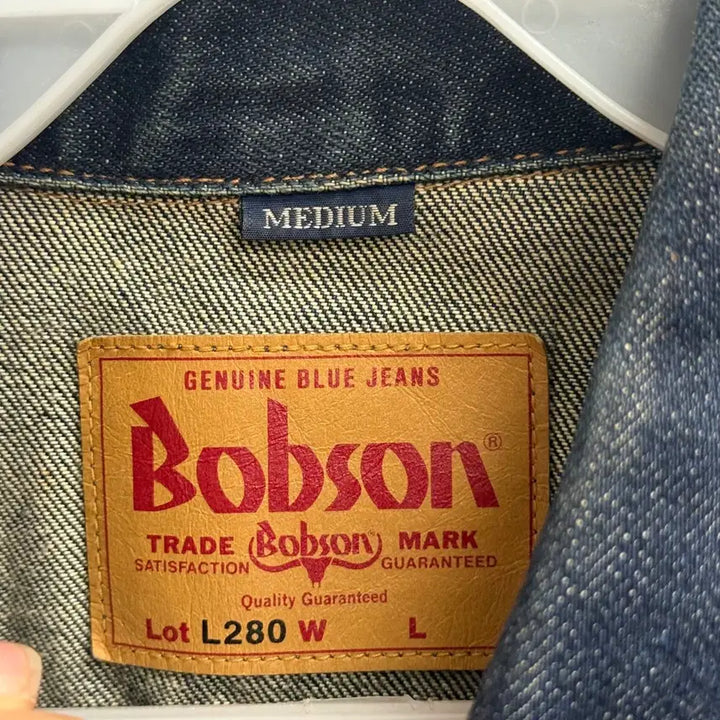 MEDIUM
GENUINE BLUE JEANS
Bobson®
TRADE Bobson MARK
SATISFACTION GUARANTEED
Quality Guaranteed
Lot L280 W L